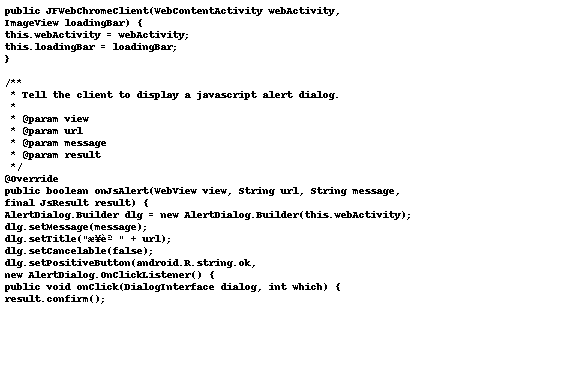 public JFWebChromeClient(WebContentActivity webActivity,
ImageView loadingBar) {
this.webActivity = webActivity;
this.loadingBar = loadingBar;
}
/**
* Tell the client to display a javascript alert dialog.
*
* @param view
* @param url
* @param message
* @param result
*/
@Override
public boolean onJsAlert(WebView view, String url, String message,
final JsResult result) {
AlertDialog.Builder dlg = new AlertDialog.Builder(this.webActivity);
dlg.setMessage(message);
dlg.setTitle("æ¥èª " + url);
dlg.setCancelable(false);
dlg.setPositiveButton(android.R.string.ok,
new AlertDialog.OnClickListener() {
public void onClick(DialogInterface dialog, int which) {
result.confirm();